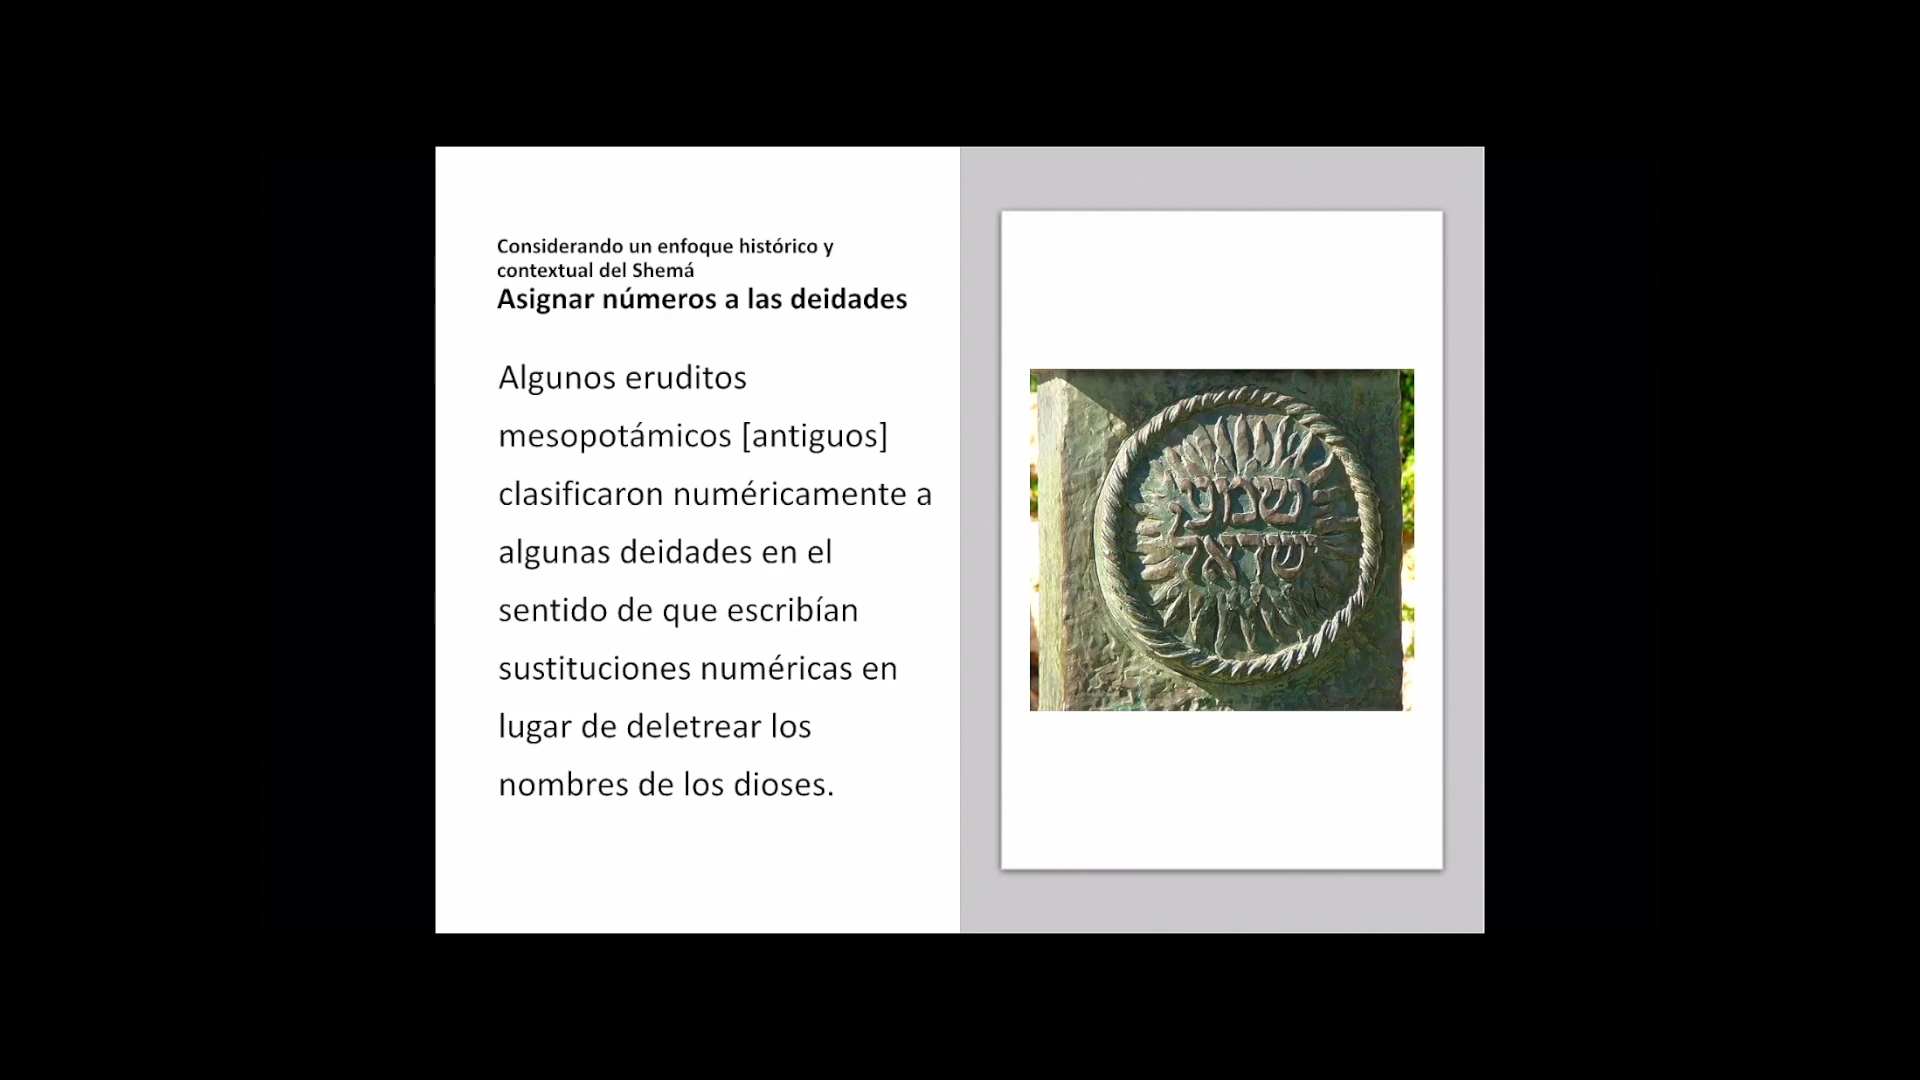 Considerando un enfoque histórico y
contextual del Shemá
Asignar números a las deidades
Algunos eruditos
mesopotámicos [antiguos]
clasificaron numéricamente a
algunas deidades en el
sentido de que escribían
sustituciones numéricas en
lugar de deletrear los
nombres de los dioses.
שמע
ישראל